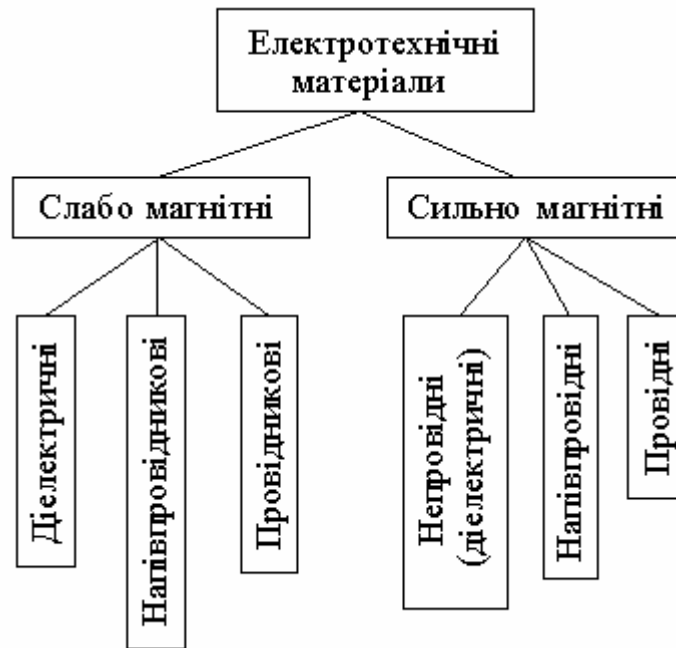 Електротехнічні
матеріали
Слабо магнітні
Сильно магнітні
Діелектричні
Напівпровідникові
Провідникові
Непровідні
(діелектричні)
Напівпровідні
Провідні